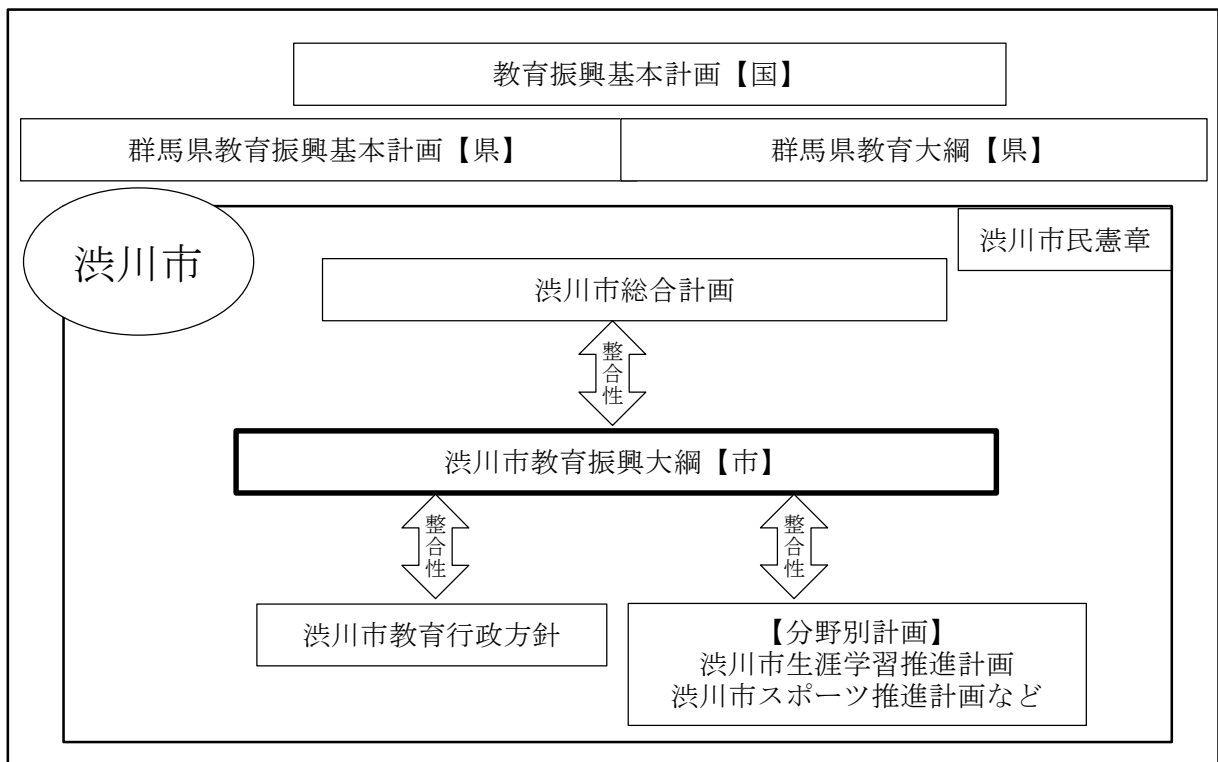 教育振興基本計画【国】
群馬県教育振興基本計画【県】
群馬県教育大綱【県】
渋川市
渋川市民憲章
渋川市総合計画
整合性
渋川市教育振興大綱【市】
整合性
整合性
渋川市教育行政方針
【分野別計画】
渋川市生涯学習推進計画
渋川市スポーツ推進計画など